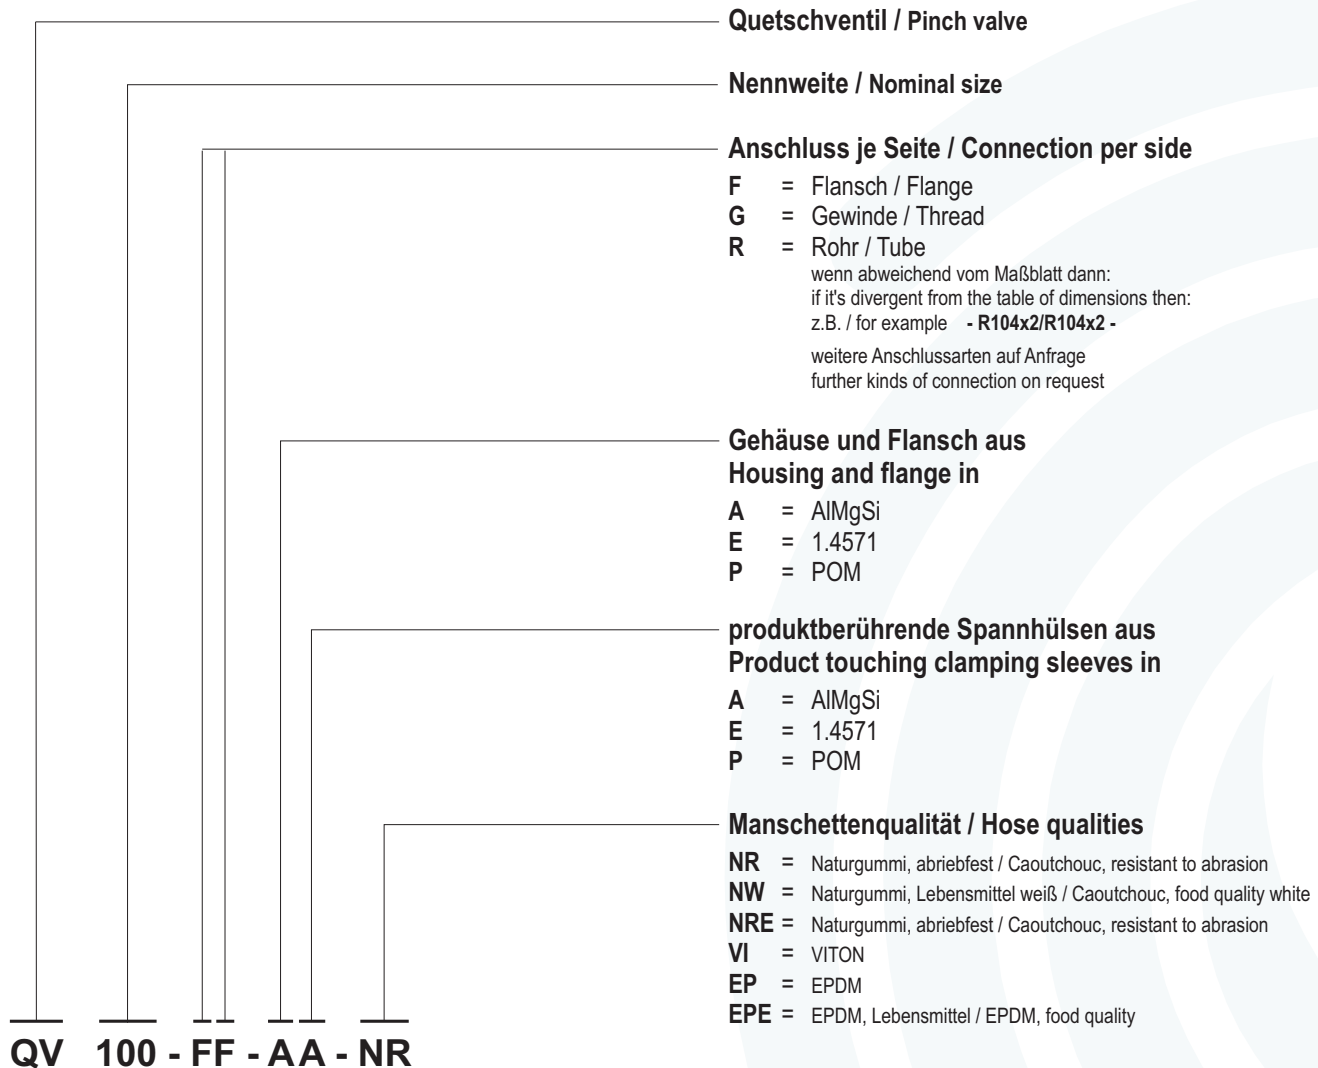 Quetschventil / Pinch valve
Nennweite / Nominal size
Anschluss je Seite / Connection per side
F = Flansch / Flange
G = Gewinde / Thread
R = Rohr / Tube
wenn abweichend vom Maßblatt dann:
if it's divergent from the table of dimensions then:
z.B. / for example - R104x2/R104x2 -
weitere Anschlussarten auf Anfrage
further kinds of connection on request
Gehäuse und Flansch aus
Housing and flange in
A = AlMgSi
E = 1.4571
P = POM
produktberührende Spannhülsen aus
Product touching clamping sleeves in
A = AlMgSi
E = 1.4571
P = POM
Manschettenqualität / Hose qualities
NR = Naturgummi, abriebfest / Caoutchouc, resistant to abrasion
NW = Naturgummi, Lebensmittel weiß / Caoutchouc, food quality white
NRE = Naturgummi, abriebfest / Caoutchouc, resistant to abrasion
VI = VITON
EP = EPDM
EPE = EPDM, Lebensmittel / EPDM, food quality
QV 100 - FF - AA - NR